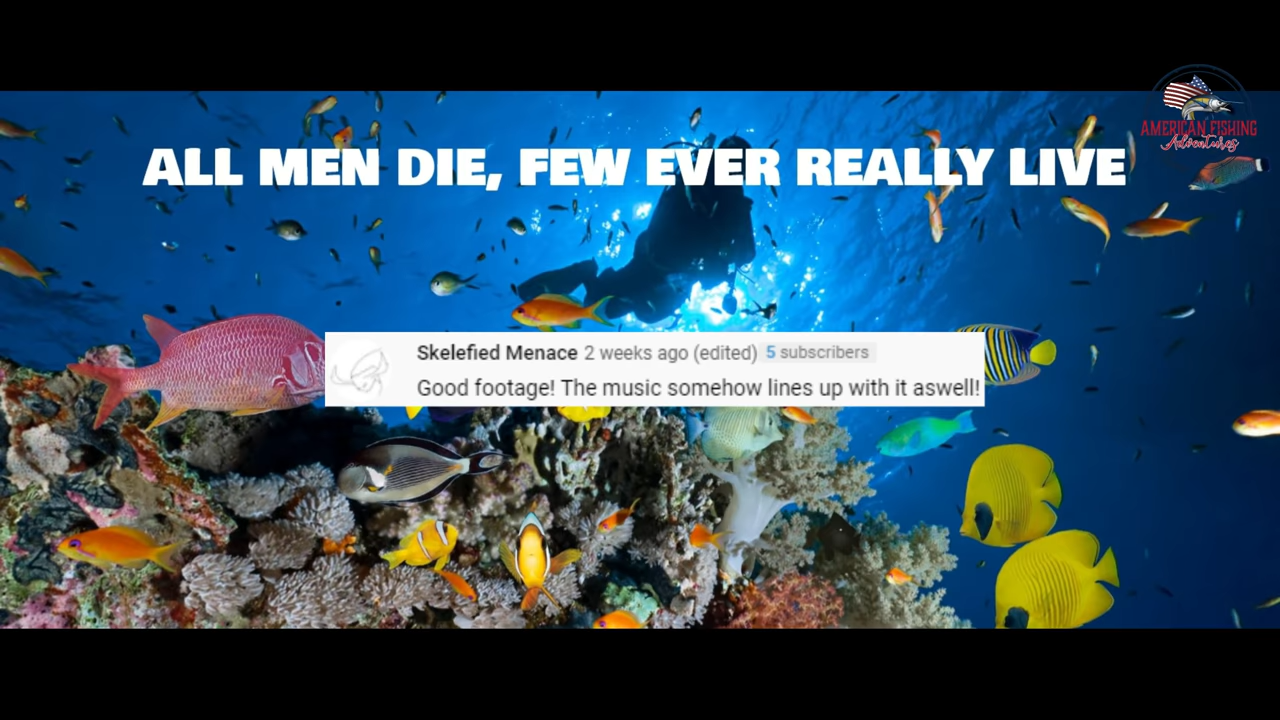 AMERICAN FISHING
Adventures
ALL MEN DIE, FEW EVER REALLY LIVE
Skelefied Menace 2 weeks ago (edited) 5 subscribers
Good footage! The music somehow lines up with it aswell!